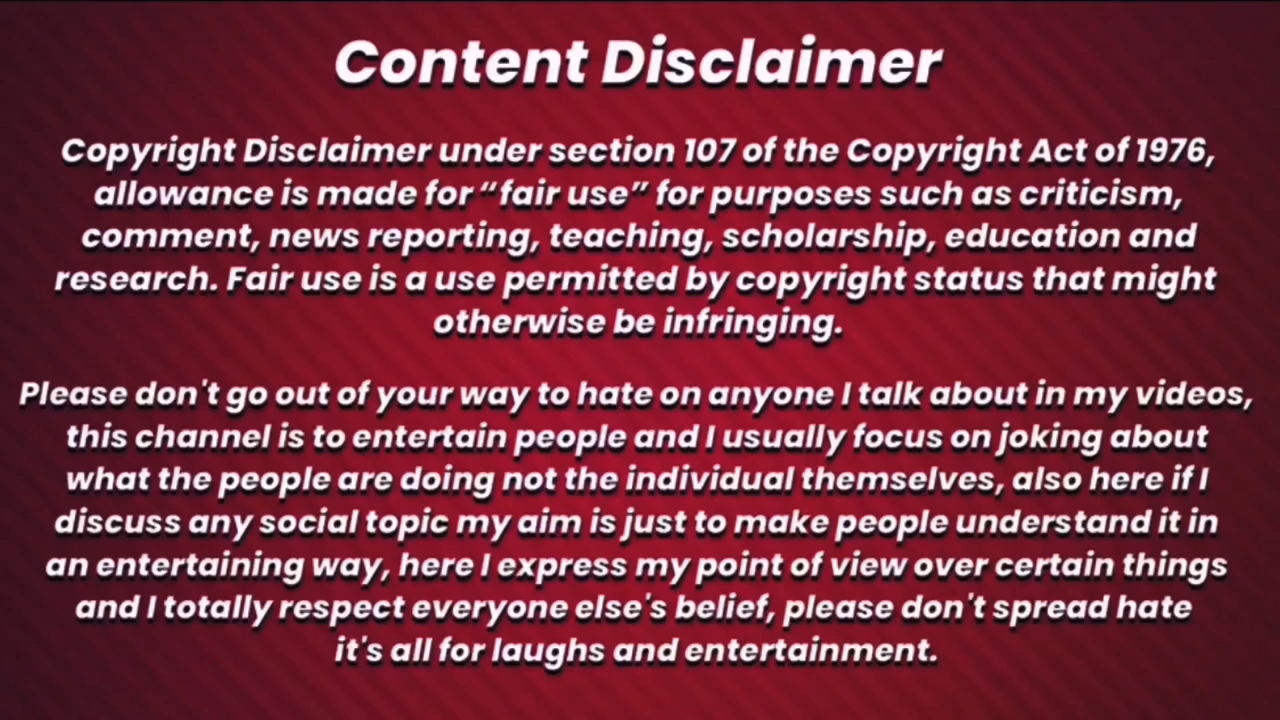 Content Disclaimer
Copyright Disclaimer under section 107 of the Copyright Act of 1976,
allowance is made for “fair use” for purposes such as criticism,
comment, news reporting, teaching, scholarship, education and
research. Fair use is a use permitted by copyright status that might
otherwise be infringing.
Please don't go out of your way to hate on anyone I talk about in my videos,
this channel is to entertain people and I usually focus on joking about
what the people are doing not the individual themselves, also here if I
discuss any social topic my aim is just to make people understand it in
an entertaining way, here I express my point of view over certain things
and I totally respect everyone else's belief, please don't spread hate
it's all for laughs and entertainment.